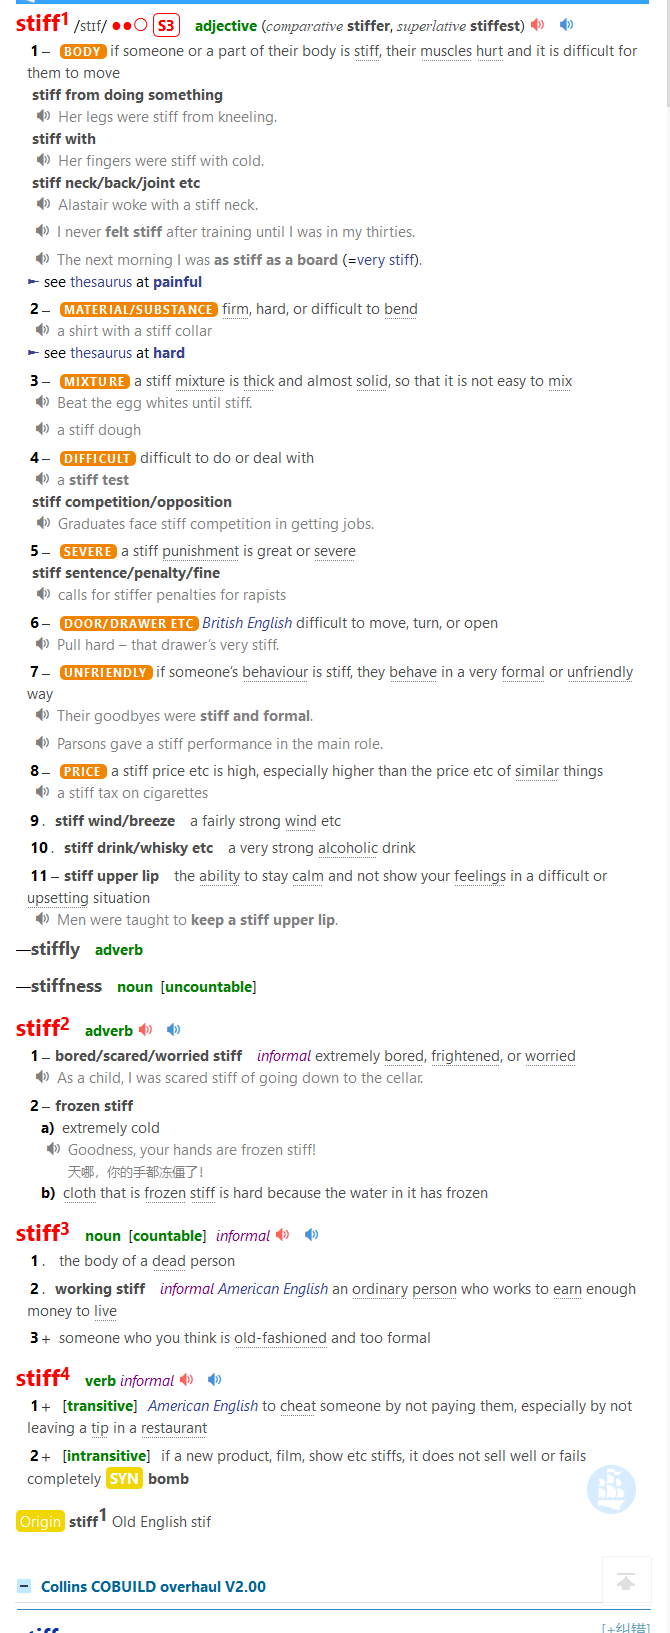 stiff1 /stɪf/ ●●○ S3 adjective (comparative stiffer, superlative stiffest)
1 – BODY if someone or a part of their body is stiff, their muscles hurt and it is difficult for
them to move
stiff from doing something
Her legs were stiff from kneeling.
stiff with
Her fingers were stiff with cold.
stiff neck/back/joint etc
Alastair woke with a stiff neck.
I never felt stiff after training until I was in my thirties.
The next morning I was as stiff as a board (=very stiff).
► see thesaurus at painful
2 – MATERIAL/SUBSTANCE firm, hard, or difficult to bend
a shirt with a stiff collar
► see thesaurus at hard
3 – MIXTURE a stiff mixture is thick and almost solid, so that it is not easy to mix
Beat the egg whites until stiff.
a stiff dough
4 – DIFFICULT difficult to do or deal with
a stiff test
stiff competition/opposition
Graduates face stiff competition in getting jobs.
5 – SEVERE a stiff punishment is great or severe
stiff sentence/penalty/fine
calls for stiffer penalties for rapists
6 – DOOR/DRAWER ETC British English difficult to move, turn, or open
Pull hard – that drawer's very stiff.
7 – UNFRIENDLY if someone's behaviour is stiff, they behave in a very formal or unfriendly
way
Their goodbyes were stiff and formal.
Parsons gave a stiff performance in the main role.
8 – PRICE a stiff price etc is high, especially higher than the price etc of similar things
a stiff tax on cigarettes
9 . stiff wind/breeze a fairly strong wind etc
10 . stiff drink/whisky etc a very strong alcoholic drink
11 – stiff upper lip the ability to stay calm and not show your feelings in a difficult or
upsetting situation
Men were taught to keep a stiff upper lip.
—stiffly adverb
—stiffness noun [uncountable]
stiff2 adverb
1 – bored/scared/worried stiff informal extremely bored, frightened, or worried
As a child, I was scared stiff of going down to the cellar.
2 – frozen stiff
a) extremely cold
Goodness, your hands are frozen stiff!
天哪，你的手都冻僵了！
b) cloth that is frozen stiff is hard because the water in it has frozen
stiff3 noun [countable] informal
1 . the body of a dead person
2 . working stiff informal American English an ordinary person who works to earn enough
money to live
3 + someone who you think is old-fashioned and too formal
stiff4 verb informal
1 + [transitive] American English to cheat someone by not paying them, especially by not
leaving a tip in a restaurant
2 + [intransitive] if a new product, film, show etc stiffs, it does not sell well or fails
completely SYN bomb
Origin stiff1 Old English stif
Collins COBUILD overhaul V2.00
[+纠错]